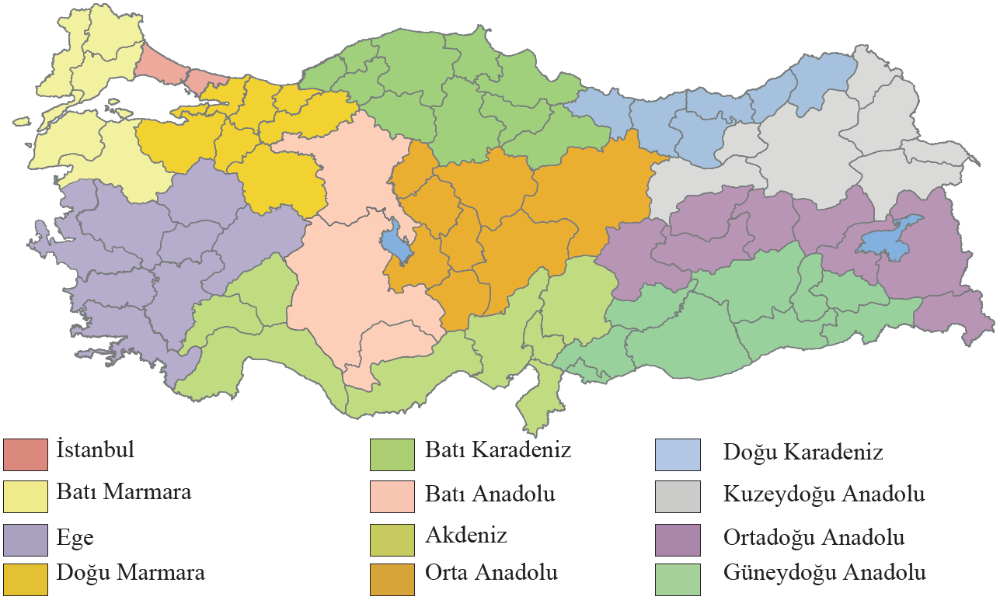 İstanbul
Batı Marmara
Ege
Doğu Marmara
Batı Karadeniz
Batı Anadolu
Akdeniz
Orta Anadolu
Doğu Karadeniz
Kuzeydoğu Anadolu
Ortadoğu Anadolu
Güneydoğu Anadolu